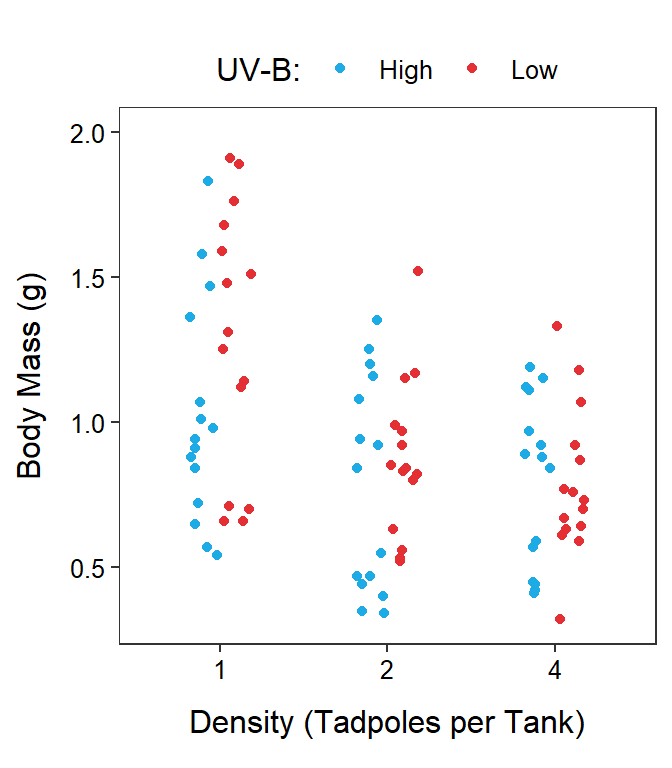 UV-B: High Low
2.0
1.5
1.0
0.5
Body Mass (g)
1 2 4
Density (Tadpoles per Tank)